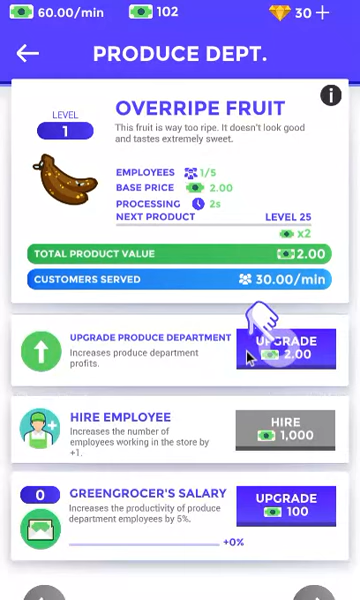 60.00/min 102 30 +
PRODUCE DEPT.
LEVEL
1
OVERRIPE FRUIT
i
This fruit is way too ripe. It doesn't look good
and tastes extremely sweet.
EMPLOYEES 1/5
BASE PRICE 2.00
PROCESSING 2s
NEXT PRODUCT LEVEL 25
x2
TOTAL PRODUCT VALUE 2.00
CUSTOMERS SERVED 30.00/min
UPGRADE PRODUCE DEPARTMENT
Increases produce department
profits.
UPGRADE
2.00
HIRE EMPLOYEE
Increases the number of
employees working in the store by
+1.
HIRE
1,000
0
GREENGROCER'S SALARY
Increases the productivity of produce
department employees by 5%.
+0%
UPGRADE
100